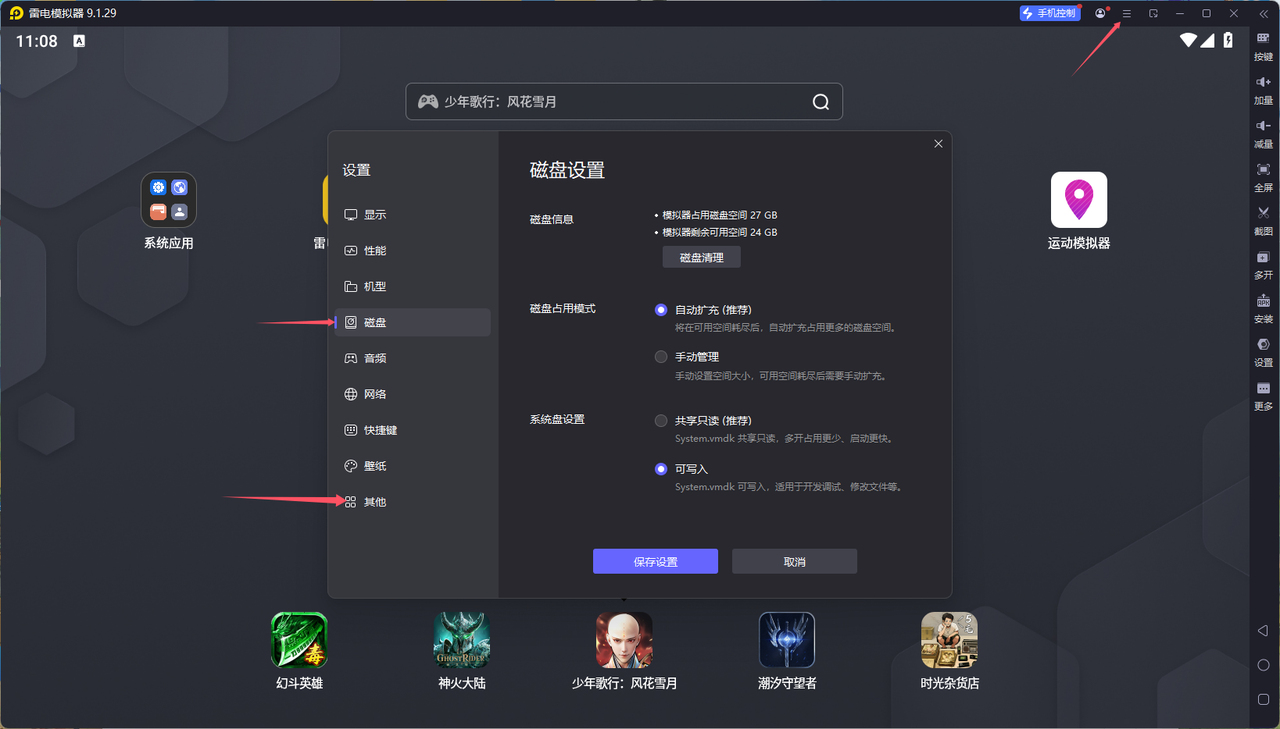 雷电模拟器 9.1.29
手机控制
11:08
A
少年歌行：风花雪月
按键
加量
减量
全屏
截图
多开
安装
设置
更多
系统应用
雷电
运动模拟器
设置
显示
性能
机型
磁盘
音频
网络
快捷键
壁纸
其他
磁盘设置
磁盘信息
• 模拟器占用磁盘空间 27 GB
• 模拟器剩余可用空间 24 GB
磁盘清理
磁盘占用模式
自动扩充 (推荐)
将在可用空间耗尽后，自动扩充占用更多的磁盘空间。
手动管理
手动设置空间大小，可用空间耗尽后需要手动扩充。
系统盘设置
共享只读 (推荐)
System.vmdk 共享只读，多开占用更少、启动更快。
可写入
System.vmdk 可写入，适用于开发调试、修改文件等。
保存设置
取消
毒
GHOST RIDER
幻斗英雄
神火大陆
少年歌行：风花雪月
潮汐守望者
时光杂货店